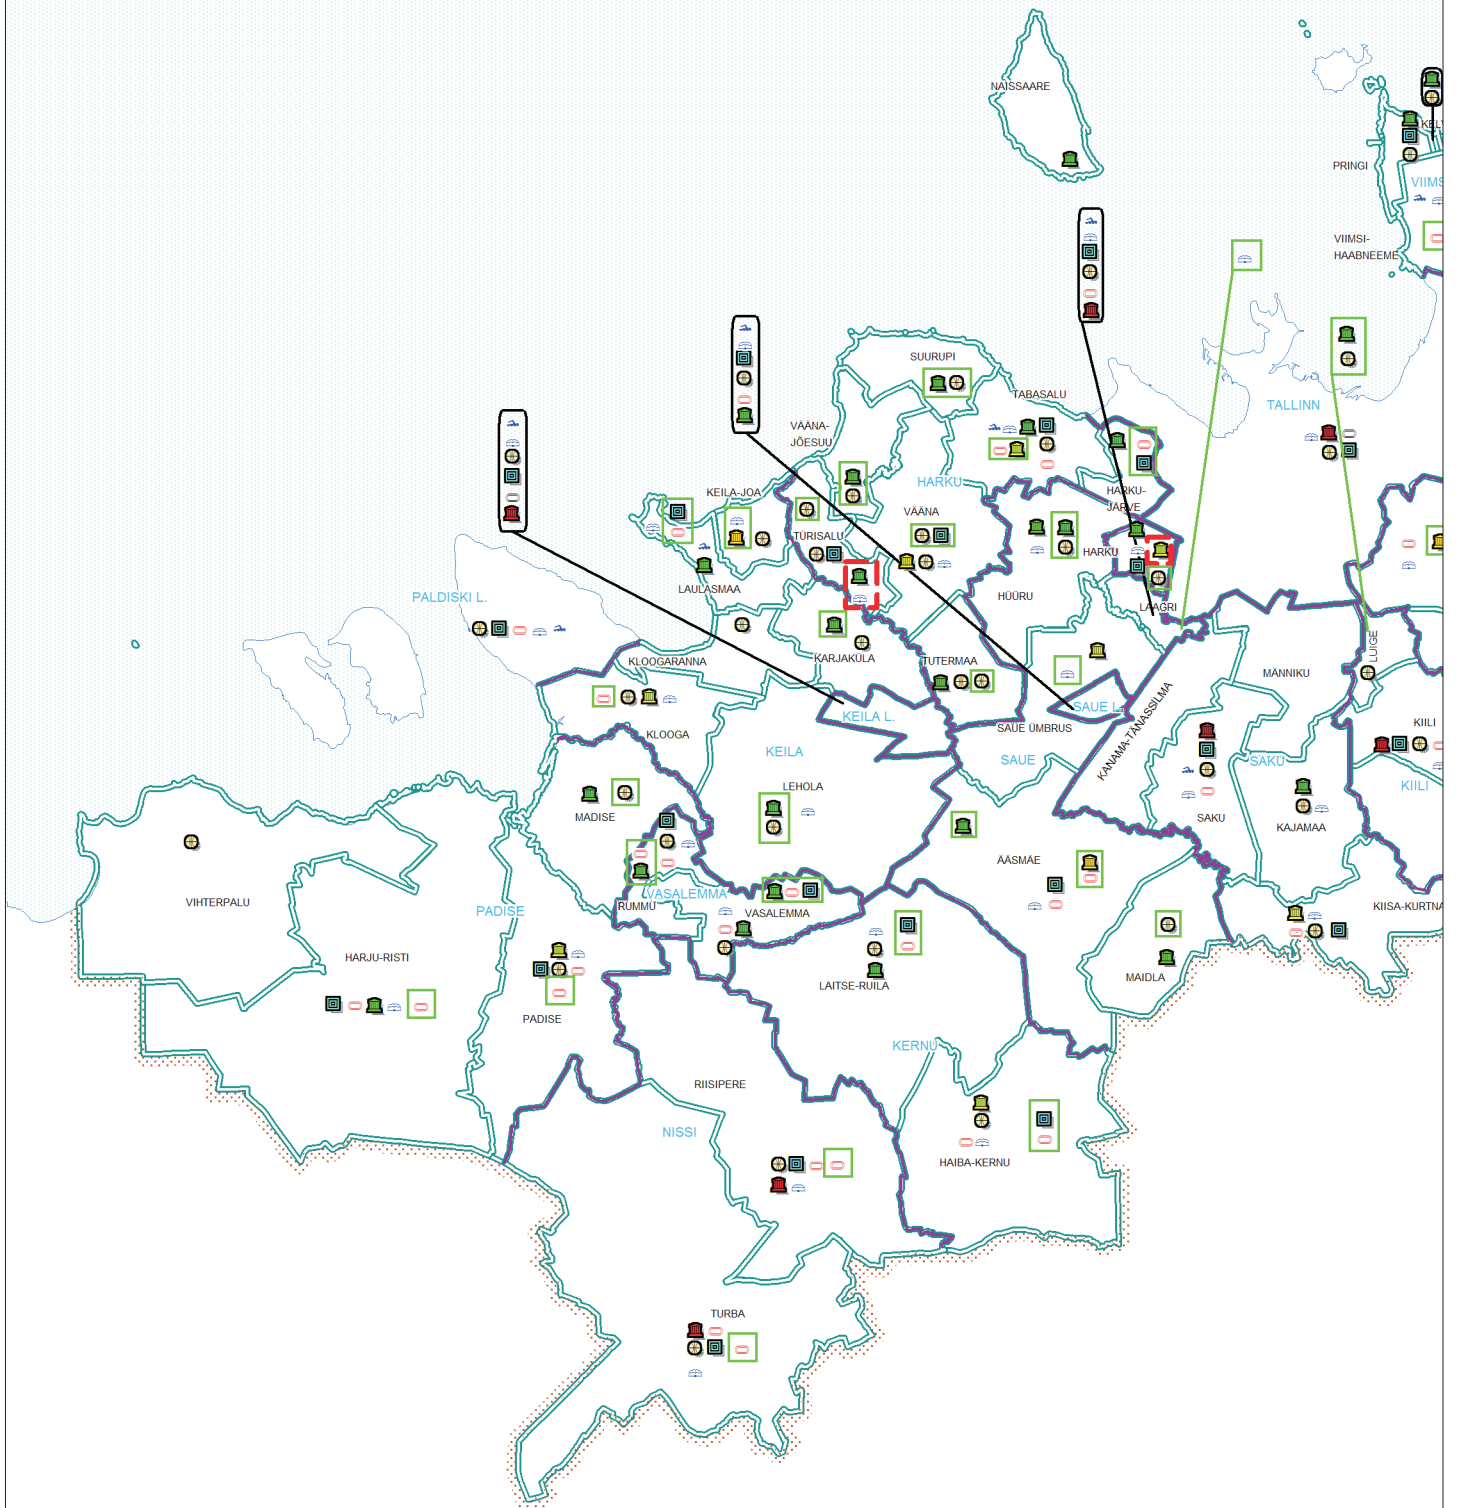 NAISSAARE
KEL
PRINGI
VIIMS
VIIMSI-
HAABNEEME
SUURUPI
TABASALU
TALLINN
VÄÄNA-
JÕESUU
HARKU
KEILA-JOA
HARKU-
JÄRVE
VÄÄNA
TÜRISALU
HARKU
LAULASMAA
PALDISKI L.
HÜÜRU
LAAGRI
LUIGE
KLOOGARANNA
KARJAKÜLA
TUTERMAA
MÄNNIKU
SAUE L.
KEILA L.
KANAMA-TÄNASSILMA
KIILI
SAUE ÜMBRUS
KLOOGA
KEILA
SAUE
SAKU
LEHOLA
KIILI
MADISE
SAKU
KAJAMAA
ÄÄSMÄE
VASALEMMA
VIHTERPALU
PADISE
RUMMU
VASALEMMA
KIISA-KURTNA
HARJU-RISTI
MAIDLA
LAITSE-RUILA
PADISE
KERNU
RIISIPERE
NISSI
HAIBA-KERNU
TURBA